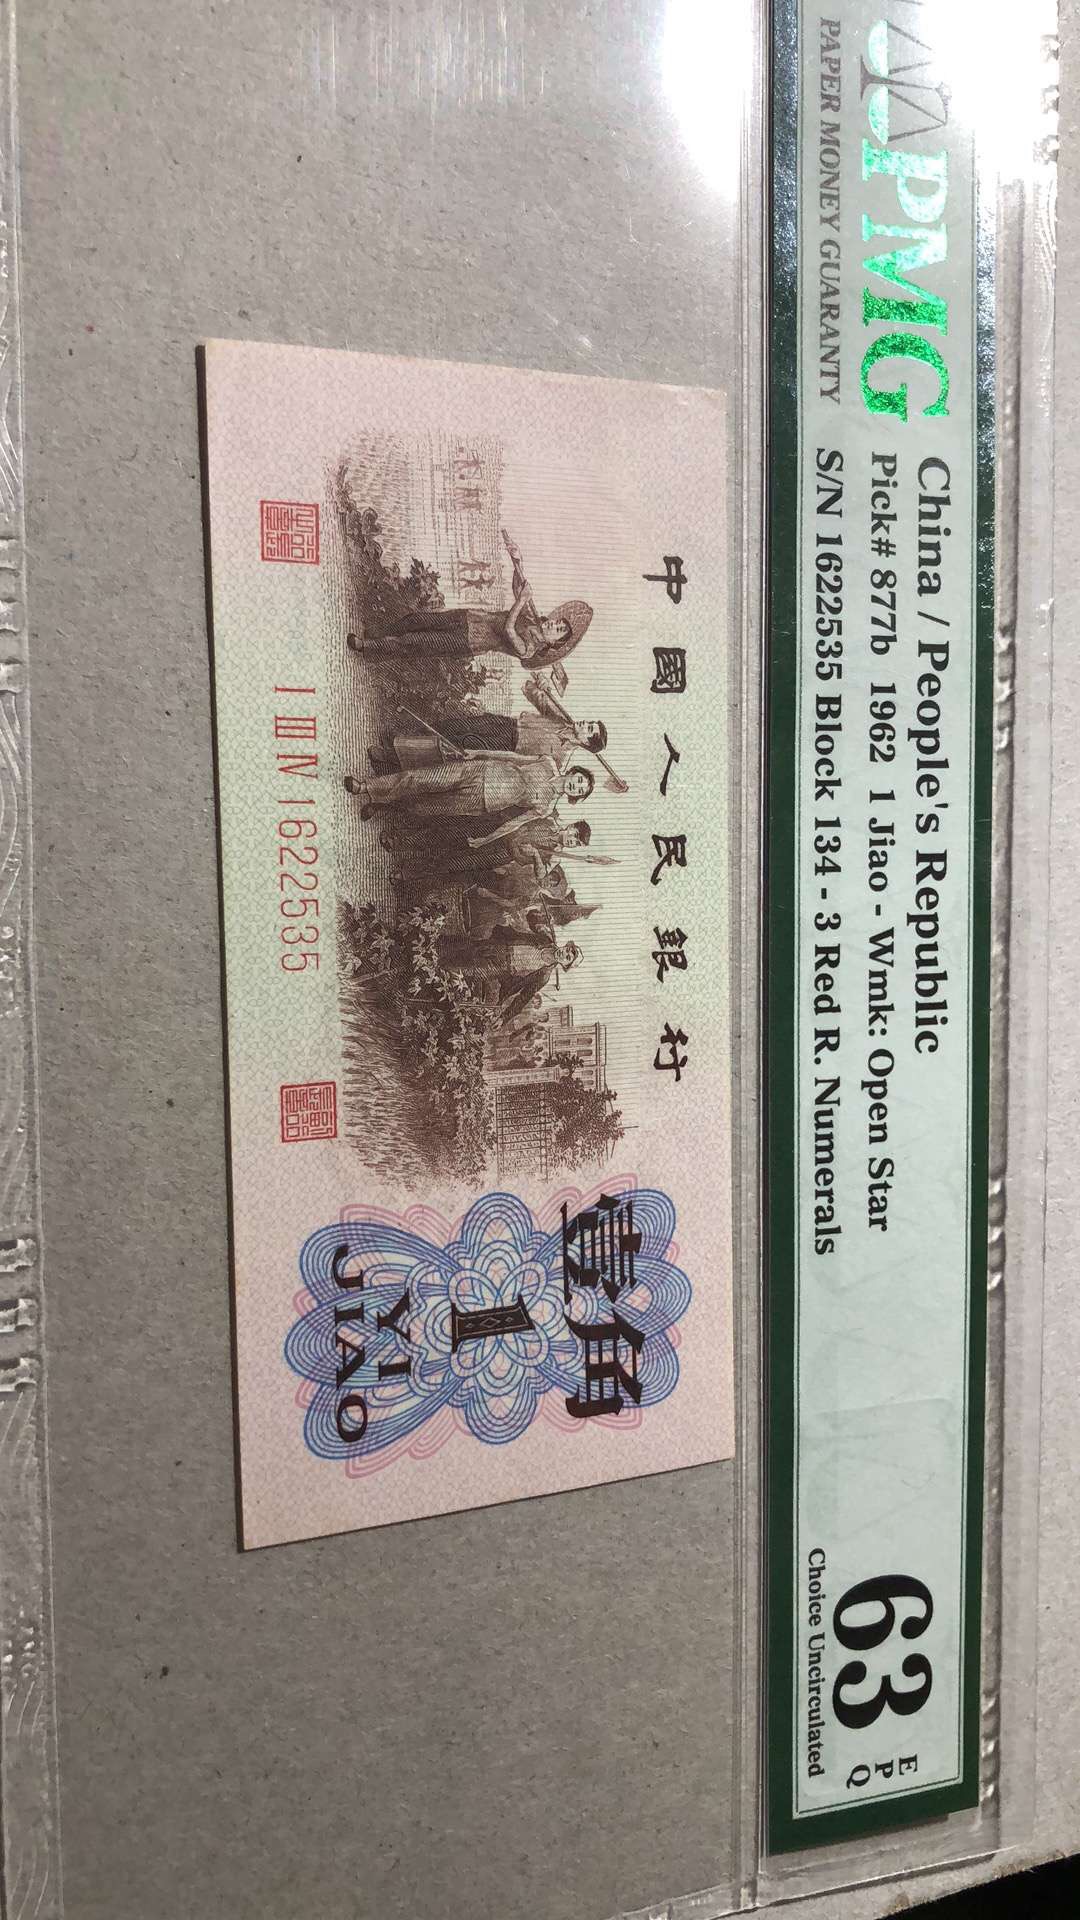 PMG
PAPER MONEY GUARANTY
China / People's Republic
Pick# 877b 1962 1 Jiao - Wmk: Open Star
S/N 1622535 Block 134 - 3 Red R. Numerals
63
EPQ
Choice Uncirculated
中國人民銀行
壹角
1
YI
JIAO
I III IV 1622535